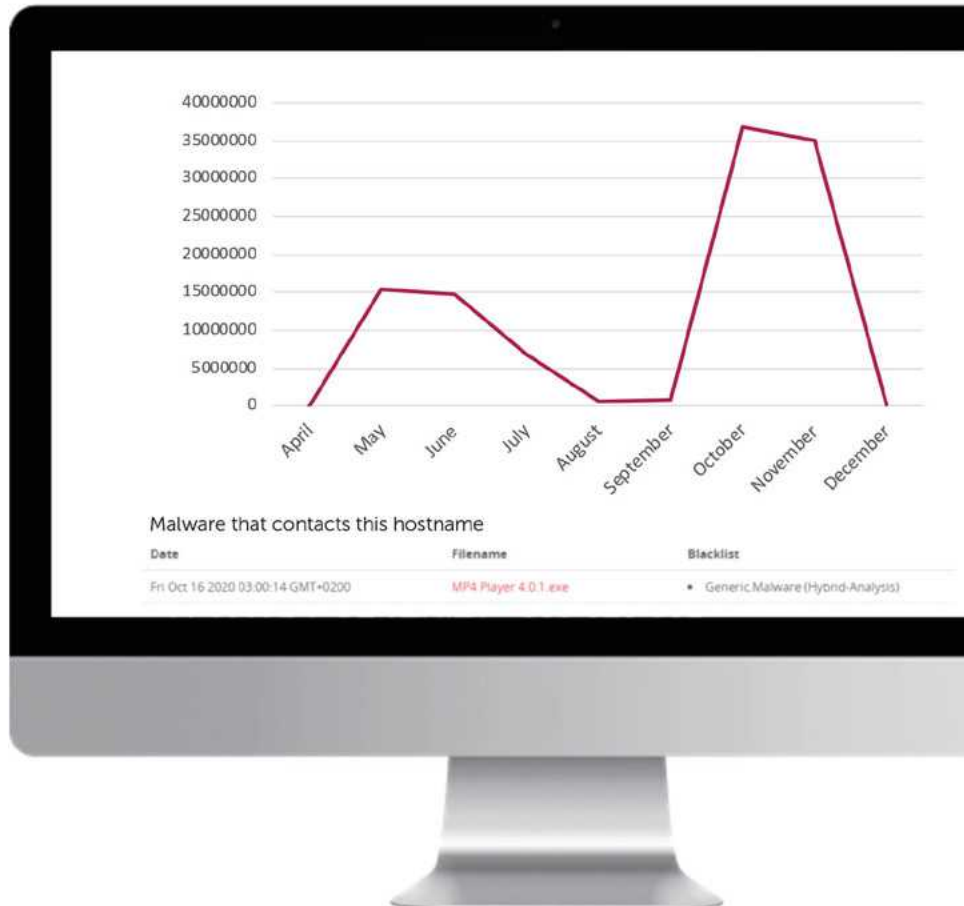 40000000
35000000
30000000
25000000
20000000
15000000
10000000
5000000
0
April
May
June
July
August
September
October
November
December
Malware that contacts this hostname
Date Filename Blacklist
Fri Oct 16 2020 03:00:14 GMT+0200 MP4 Player 4.0.1.exe • Generic.Malware (Hybrid-Analysis)